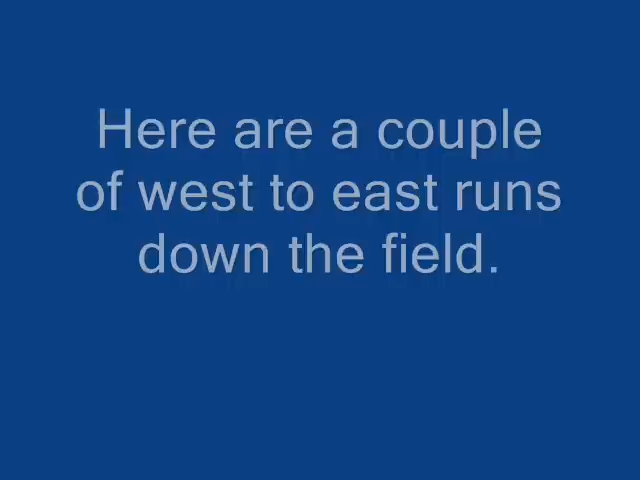 Here are a couple
of west to east runs
down the field.